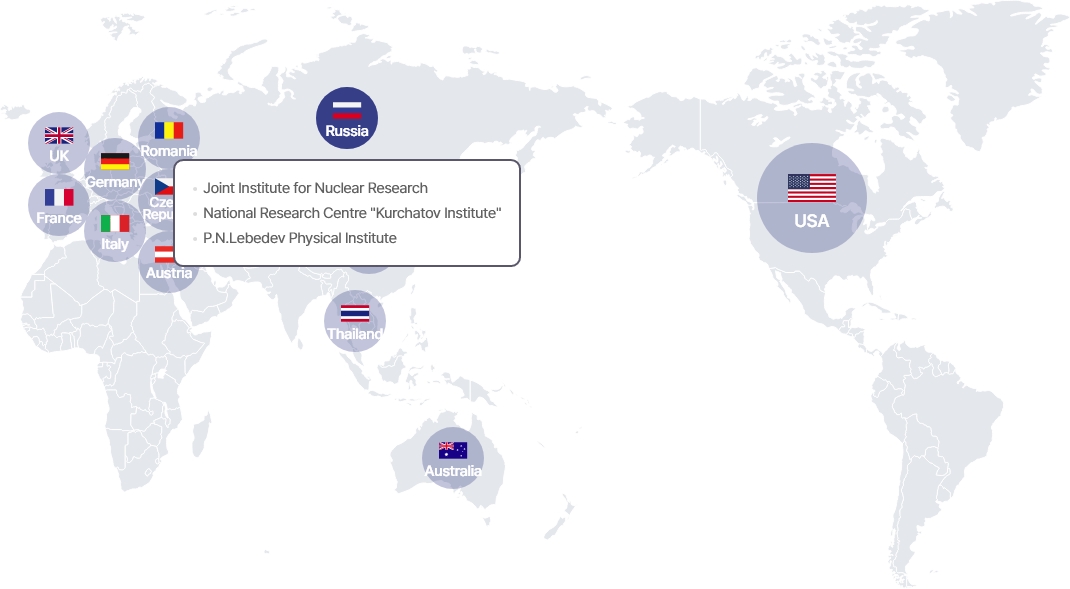 Russia
UK
Romania
Germany
France
Cze
Repu
Italy
Austria
Joint Institute for Nuclear Research
National Research Centre "Kurchatov Institute"
P.N.Lebedev Physical Institute
USA
Thailand
Australia